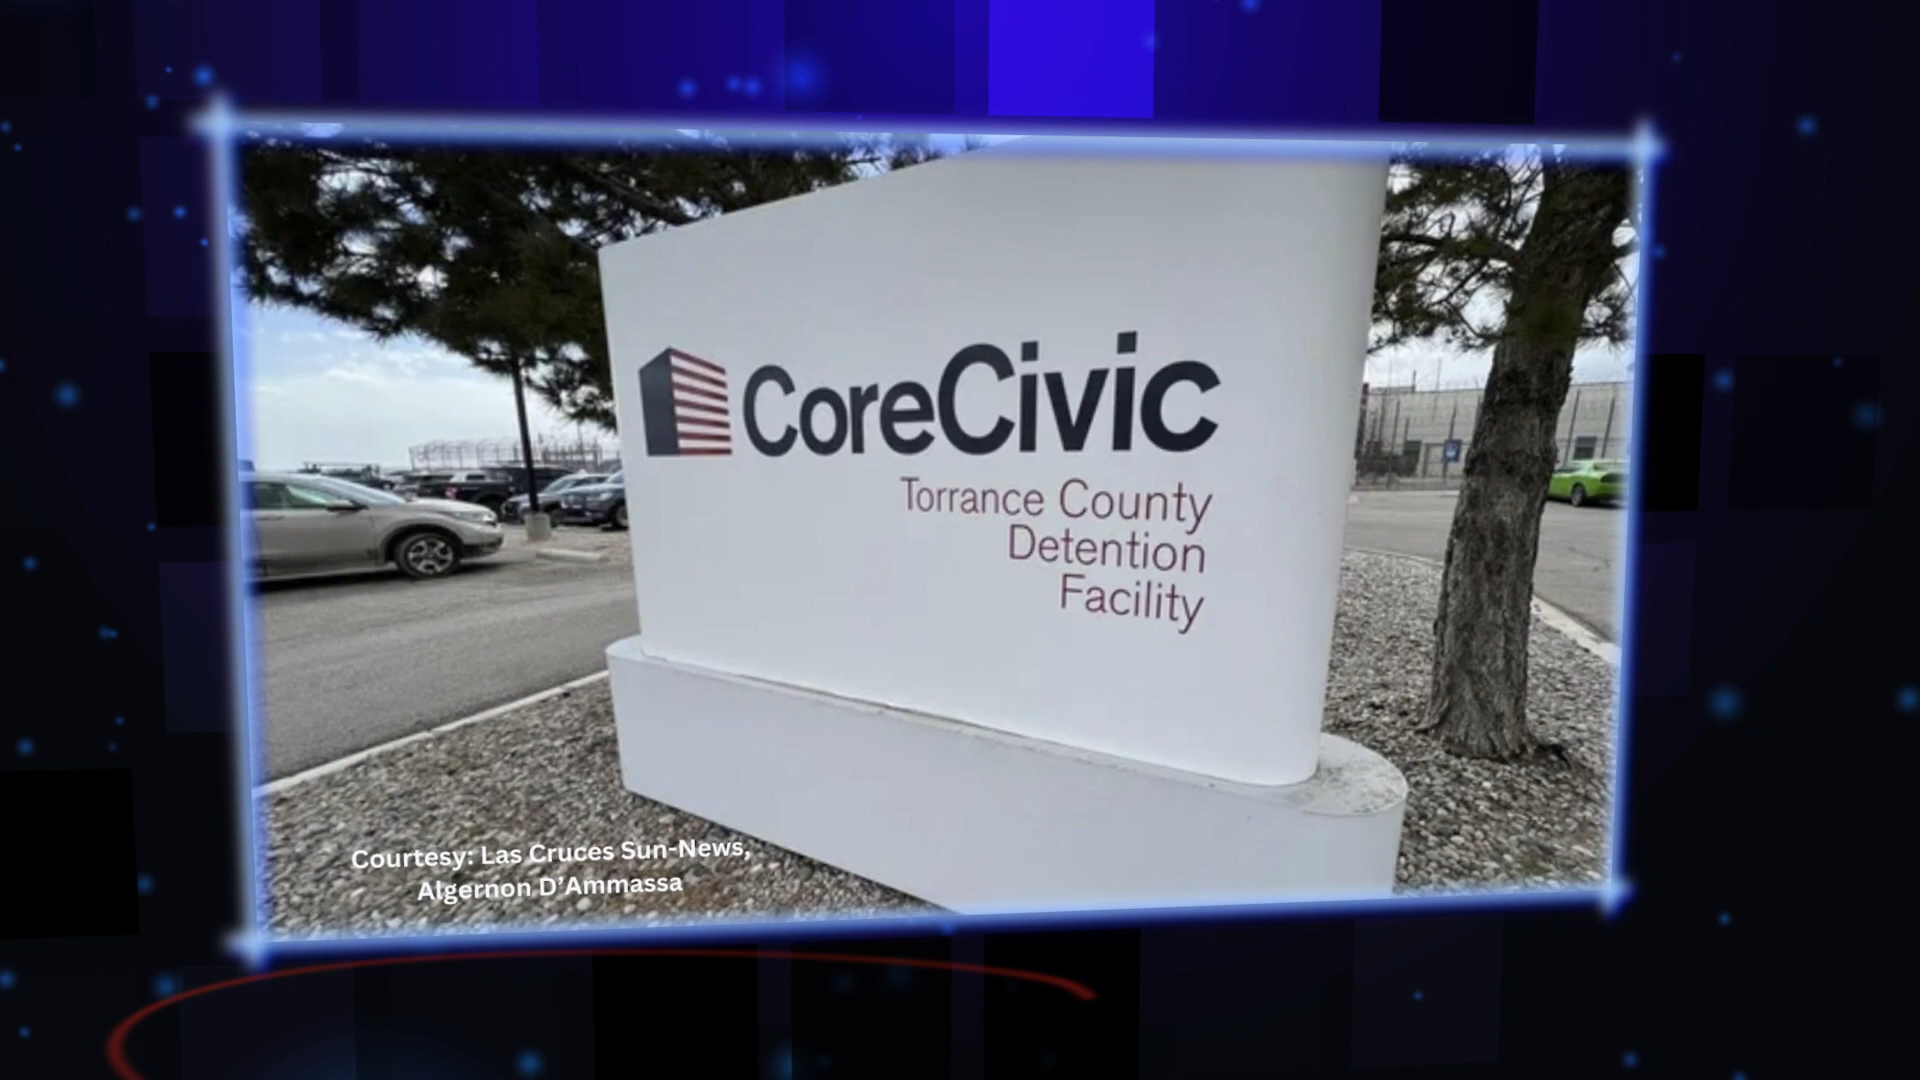 CoreCivic
Torrance County
Detention
Facility
Courtesy: Las Cruces Sun-News,
Algernon D’Ammassa